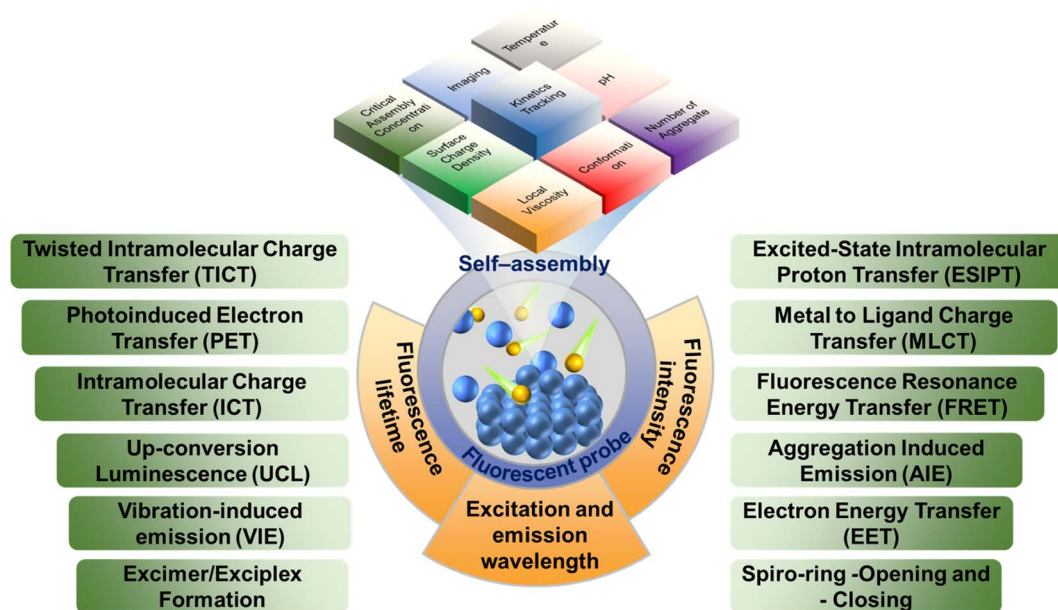 Temperatur
e
Imaging
pH
Critical
Assembly
Concentrati
on
Kinetics
Tracking
Number of
Aggregate
Surface
Charge
Density
Conformati
on
Local
Viscosity
Self–assembly
Fluorescent probe
Fluorescence
lifetime
Fluorescence
intensity
Excitation and
emission
wavelength
Twisted Intramolecular Charge
Transfer (TICT)
Photoinduced Electron
Transfer (PET)
Intramolecular Charge
Transfer (ICT)
Up-conversion
Luminescence (UCL)
Vibration-induced
emission (VIE)
Excimer/Exciplex
Formation
Excited-State Intramolecular
Proton Transfer (ESIPT)
Metal to Ligand Charge
Transfer (MLCT)
Fluorescence Resonance
Energy Transfer (FRET)
Aggregation Induced
Emission (AIE)
Electron Energy Transfer
(EET)
Spiro-ring -Opening and
- Closing